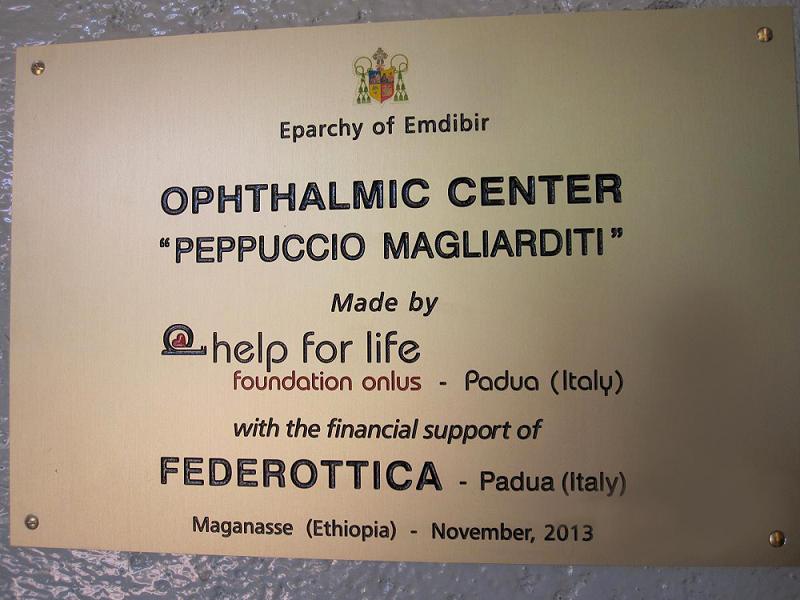 Eparchy of Emdibir
OPHTHALMIC CENTER
“PEPPUCCIO MAGLIARDITI”
Made by
help for life
foundation onlus - Padua (Italy)
with the financial support of
FEDEROTTICA - Padua (Italy)
Maganasse (Ethiopia) - November, 2013